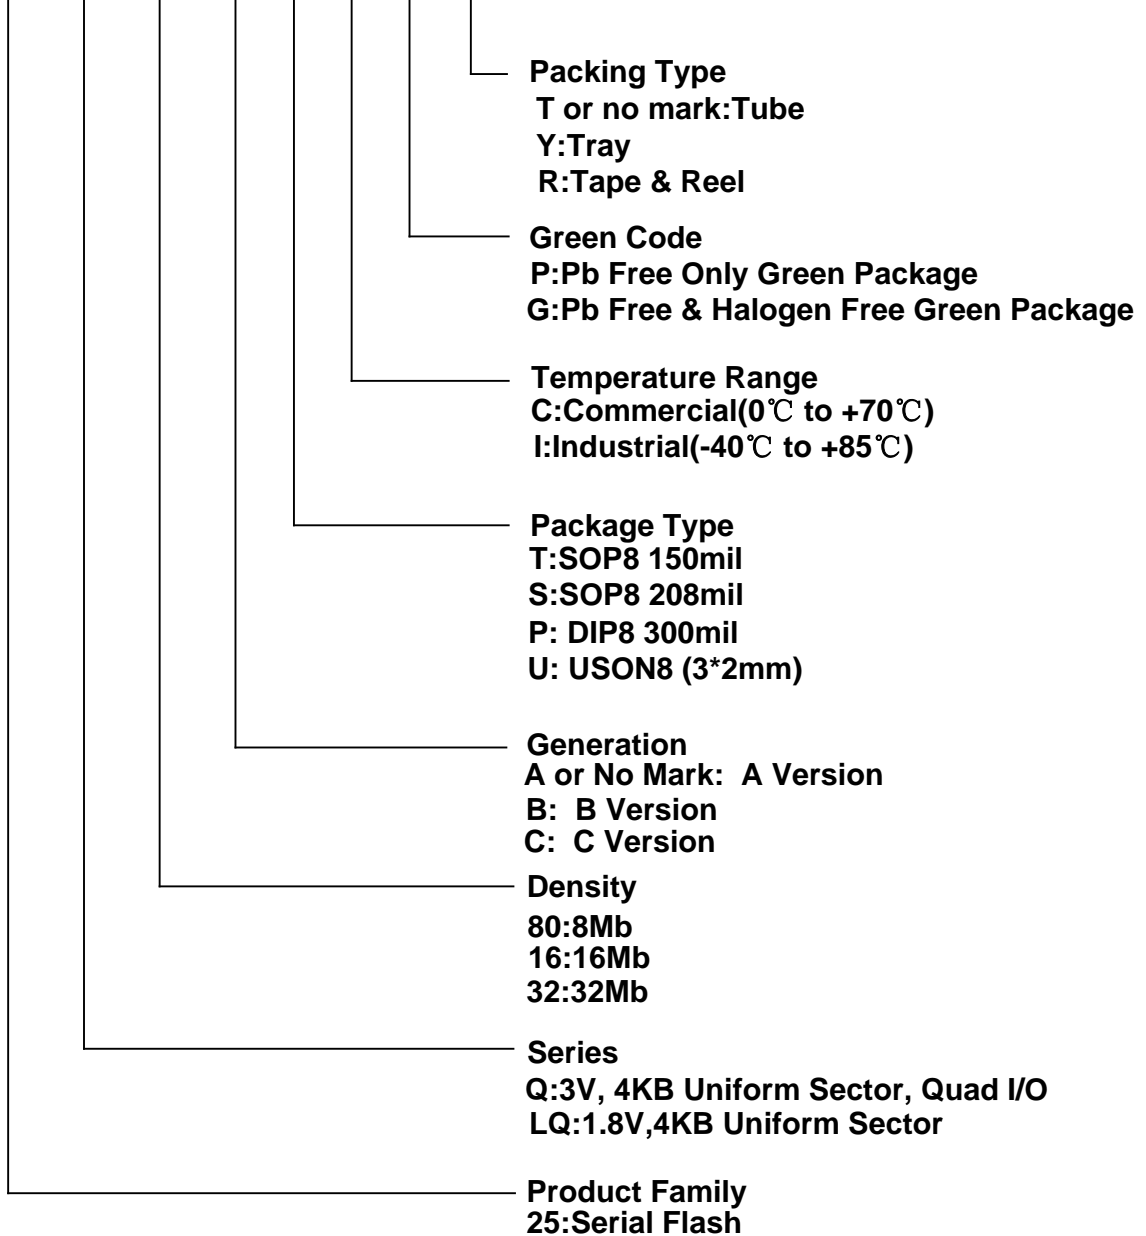 Packing Type
T or no mark:Tube
Y:Tray
R:Tape & Reel
Green Code
P:Pb Free Only Green Package
G:Pb Free & Halogen Free Green Package
Temperature Range
C:Commercial(0℃ to +70℃)
I:Industrial(-40℃ to +85℃)
Package Type
T:SOP8 150mil
S:SOP8 208mil
P: DIP8 300mil
U: USON8 (3*2mm)
Generation
A or No Mark:  A Version
B:  B Version
C:  C Version
Density
80:8Mb
16:16Mb
32:32Mb
Series
Q:3V, 4KB Uniform Sector, Quad I/O
LQ:1.8V,4KB Uniform Sector
Product Family
25:Serial Flash